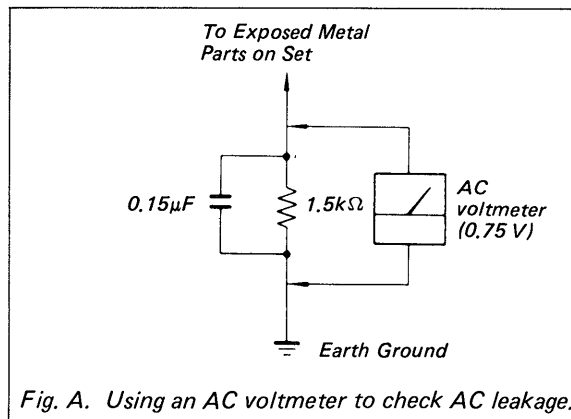 To Exposed Metal
Parts on Set
0.15μF
1.5kΩ
AC
voltmeter
(0.75 V)
Earth Ground
Fig. A. Using an AC voltmeter to check AC leakage.